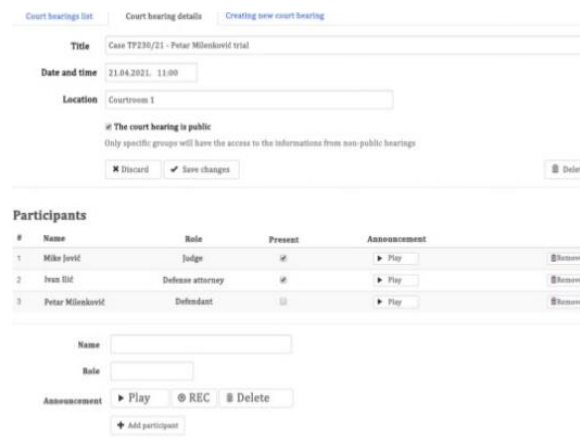 Court hearings list Court hearing details Creating new court hearing
Title Case TP230/21 - Petar Milenković trial
Date and time 21.04.2021. 11:00
Location Courtroom 1
The court hearing is public
Only specific groups will have the access to the informations from non-public hearings
Discard Save changes Delet
Participants
# Name Role Present Announcement
1 Mike Jović Judge Play Remove
2 Ivan Ilić Defense attorney Play Remove
3 Petar Milenković Defendant Play Remove
Name
Role
Announcement Play REC Delete
Add participant